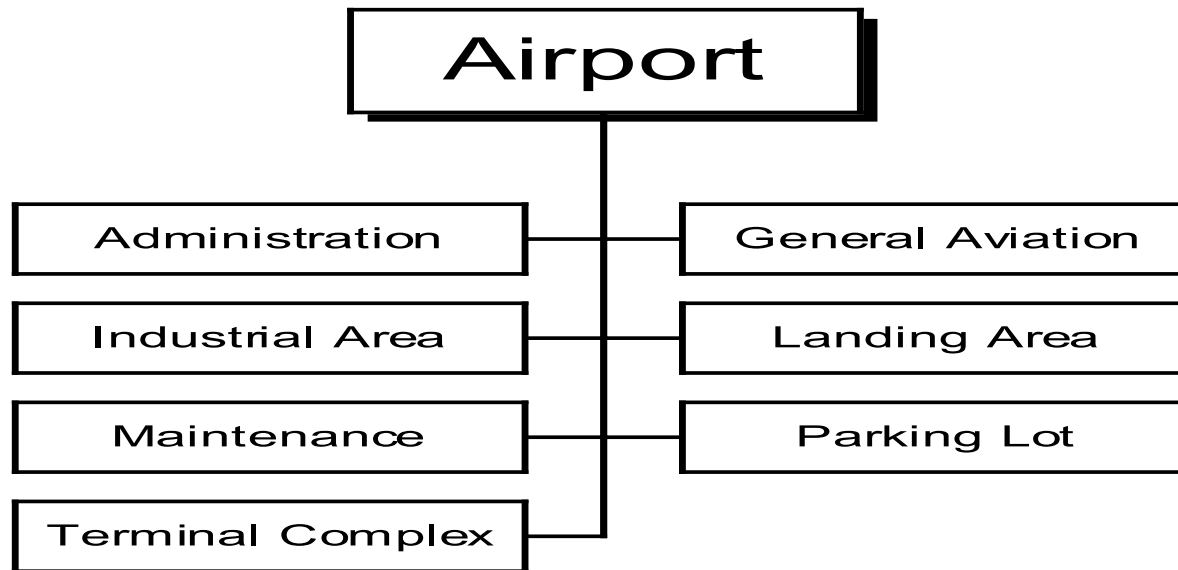 Airport
Administration
General Aviation
Industrial Area
Landing Area
Maintenance
Parking Lot
Terminal Complex